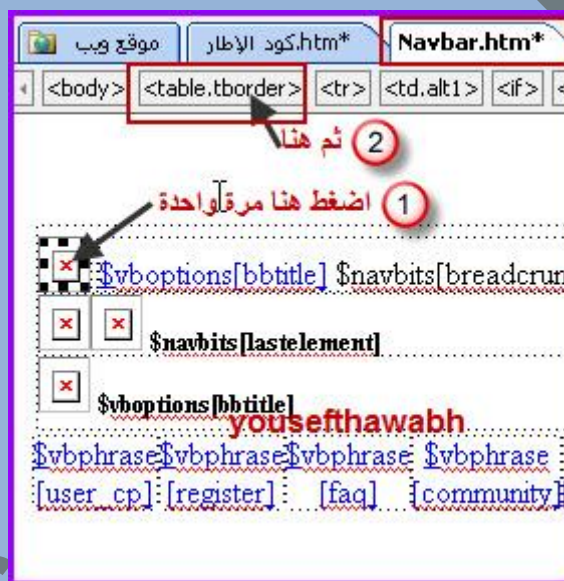 موقع ويب
كود الإطار.htm*
Navbar.htm*
<body> <table.tborder> <tr> <td.alt1> <if> <
ثم هنا 2
1 اضغط هنا مرة واحدة
$vboptions[bbtitle] $navbits[breadcrum
$navbits[lastelement]
$vboptions[bbtitle]
yousefthawabh
$vbphrase $vbphrase $vbphrase $vbphrase
[user_cp] [register] [faq] [community]